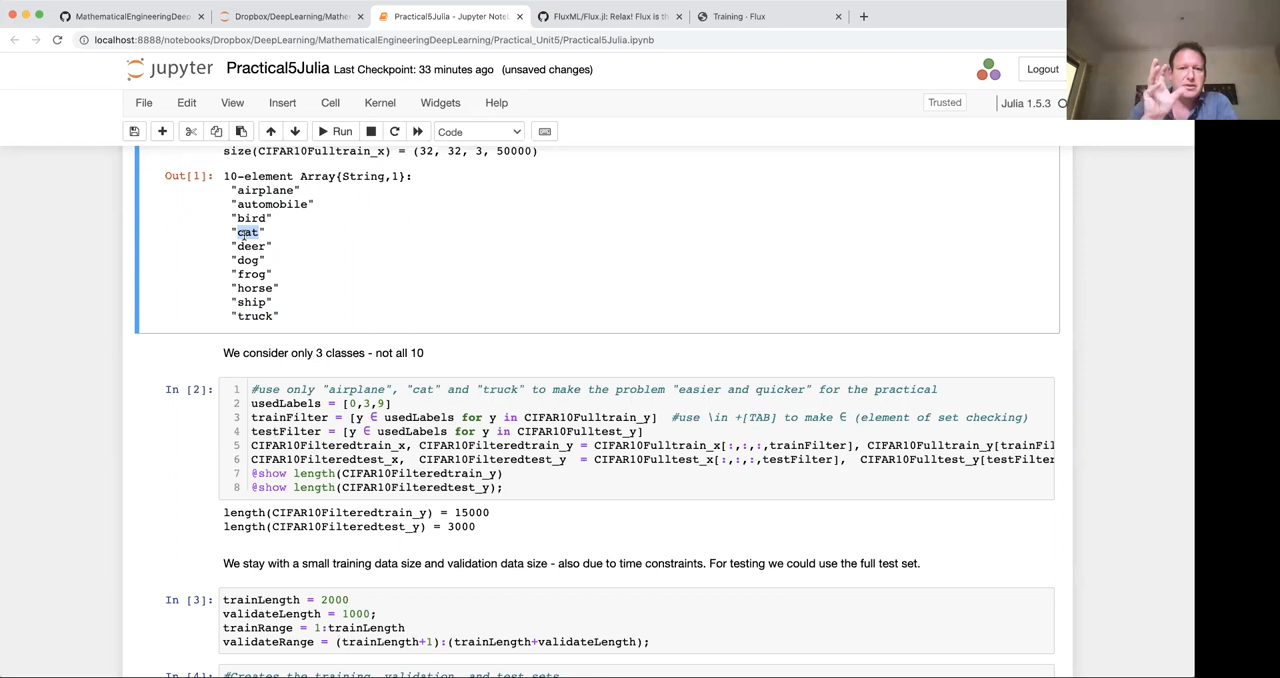 MathematicalEngineeringDeep
Dropbox/DeepLearning/Mathe
Practical5Julia - Jupyter Note
FluxML/Flux.jl: Relax! Flux is th
Training · Flux
localhost:8888/notebooks/Dropbox/DeepLearning/MathematicalEngineeringDeepLearning/Practical_Unit5/Practical5Julia.ipynb
jupyter Practical5Julia Last Checkpoint: 33 minutes ago (unsaved changes)
Logout
File Edit View Insert Cell Kernel Widgets Help
Trusted
Julia 1.5.3
Run
Code
size(CIFAR10Fulltrain_x) = (32, 32, 3, 50000)
Out[1]: 10-element Array{String,1}:
"airplane"
"automobile"
"bird"
"cat"
"deer"
"dog"
"frog"
"horse"
"ship"
"truck"
We consider only 3 classes - not all 10
In [2]:
1 #use only "airplane", "cat" and "truck" to make the problem "easier and quicker" for the practical
2 usedLabels = [0,3,9]
3 trainFilter = [y ∈ usedLabels for y in CIFAR10Fulltrain_y] #use \in +[TAB] to make ∈ (element of set checking)
4 testFilter = [y ∈ usedLabels for y in CIFAR10Fulltest_y]
5 CIFAR10Filteredtrain_x, CIFAR10Filteredtrain_y = CIFAR10Fulltrain_x[:,:,:,trainFilter], CIFAR10Fulltrain_y[trainFil
6 CIFAR10Filteredtest_x, CIFAR10Filteredtest_y = CIFAR10Fulltest_x[:,:,:,testFilter], CIFAR10Fulltest_y[testFilter
7 @show length(CIFAR10Filteredtrain_y)
8 @show length(CIFAR10Filteredtest_y);
length(CIFAR10Filteredtrain_y) = 15000
length(CIFAR10Filteredtest_y) = 3000
We stay with a small training data size and validation data size - also due to time constraints. For testing we could use the full test set.
In [3]:
trainLength = 2000
validateLength = 1000;
trainRange = 1:trainLength
validateRange = (trainLength+1):(trainLength+validateLength);
In [4]: #Creates the training, validation, and test sets